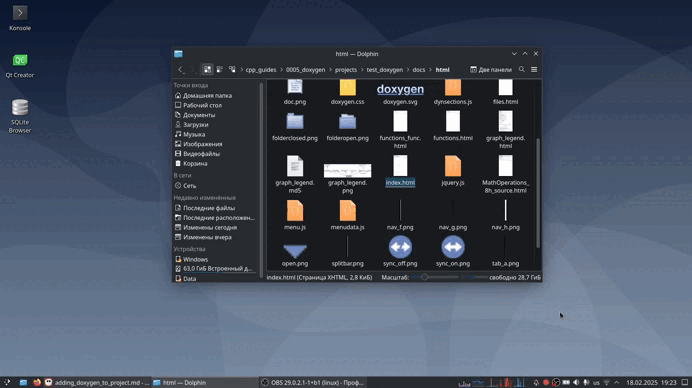 Konsole
Qt Creator
SQLite
Browser
html — Dolphin
cpp_guides > 0005_doxygen > projects > test_doxygen > docs > html
Две панели
Точки входа
Домашняя папка
Рабочий стол
Документы
Загрузки
Музыка
Изображения
Видеофайлы
Корзина
В сети
Сеть
Недавно изменённые
Последние файлы
Последние расположен...
Изменены сегодня
Изменены вчера
Устройства
Windows
63,0 ГиБ Встроенный д...
Data
doxygen
doc.png
doxygen.css
doxygen.svg
dynsections.js
files.html
folderclosed.png
folderopen.png
functions_func.
html
functions.html
graph_legend.
html
graph_legend.
md5
graph_legend.
png
index.html
jquery.js
MathOperations_
8h_source.html
menu.js
menudata.js
nav_f.png
nav_g.png
nav_h.png
open.png
splitbar.png
sync_off.png
sync_on.png
tab_a.png
index.html (Страница XHTML, 2,8 КиБ)
Масштаб:
свободно 28,7 ГиБ
adding_doxygen_to_project.md - ...
html — Dolphin
OBS 29.0.2.1-1+b1 (linux) - Проф...
us
18.02.2025
19:23